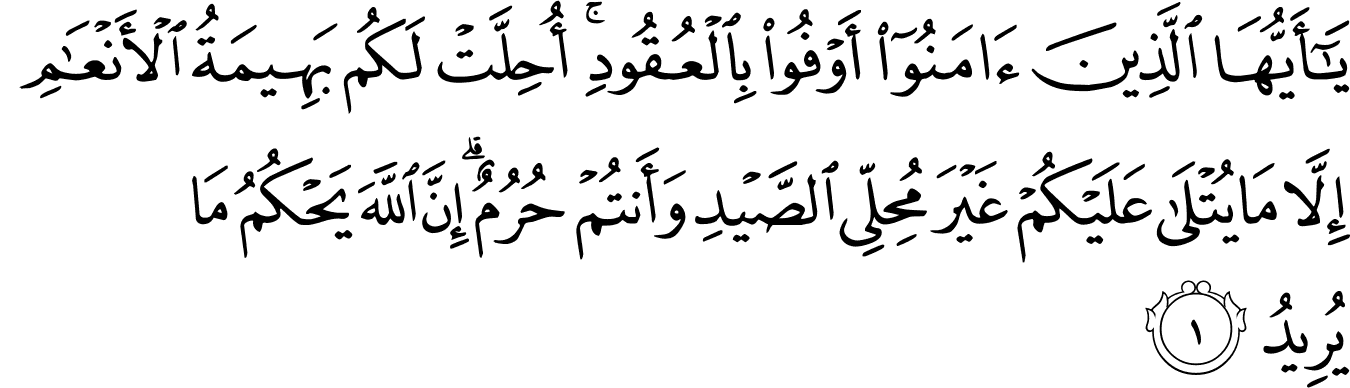 يَـٰٓأَيُّهَا ٱلَّذِينَ ءَامَنُوٓا۟ أَوْفُوا۟ بِٱلْعُقُودِ ۚ أُحِلَّتْ لَكُم بَهِيمَةُ ٱلْأَنْعَـٰمِ
إِلَّا مَا يُتْلَىٰ عَلَيْكُمْ غَيْرَ مُحِلِّى ٱلصَّيْدِ وَأَنتُمْ حُرُمٌ ۗ إِنَّ ٱللَّهَ يَحْكُمُ مَا
يُرِيدُ ١